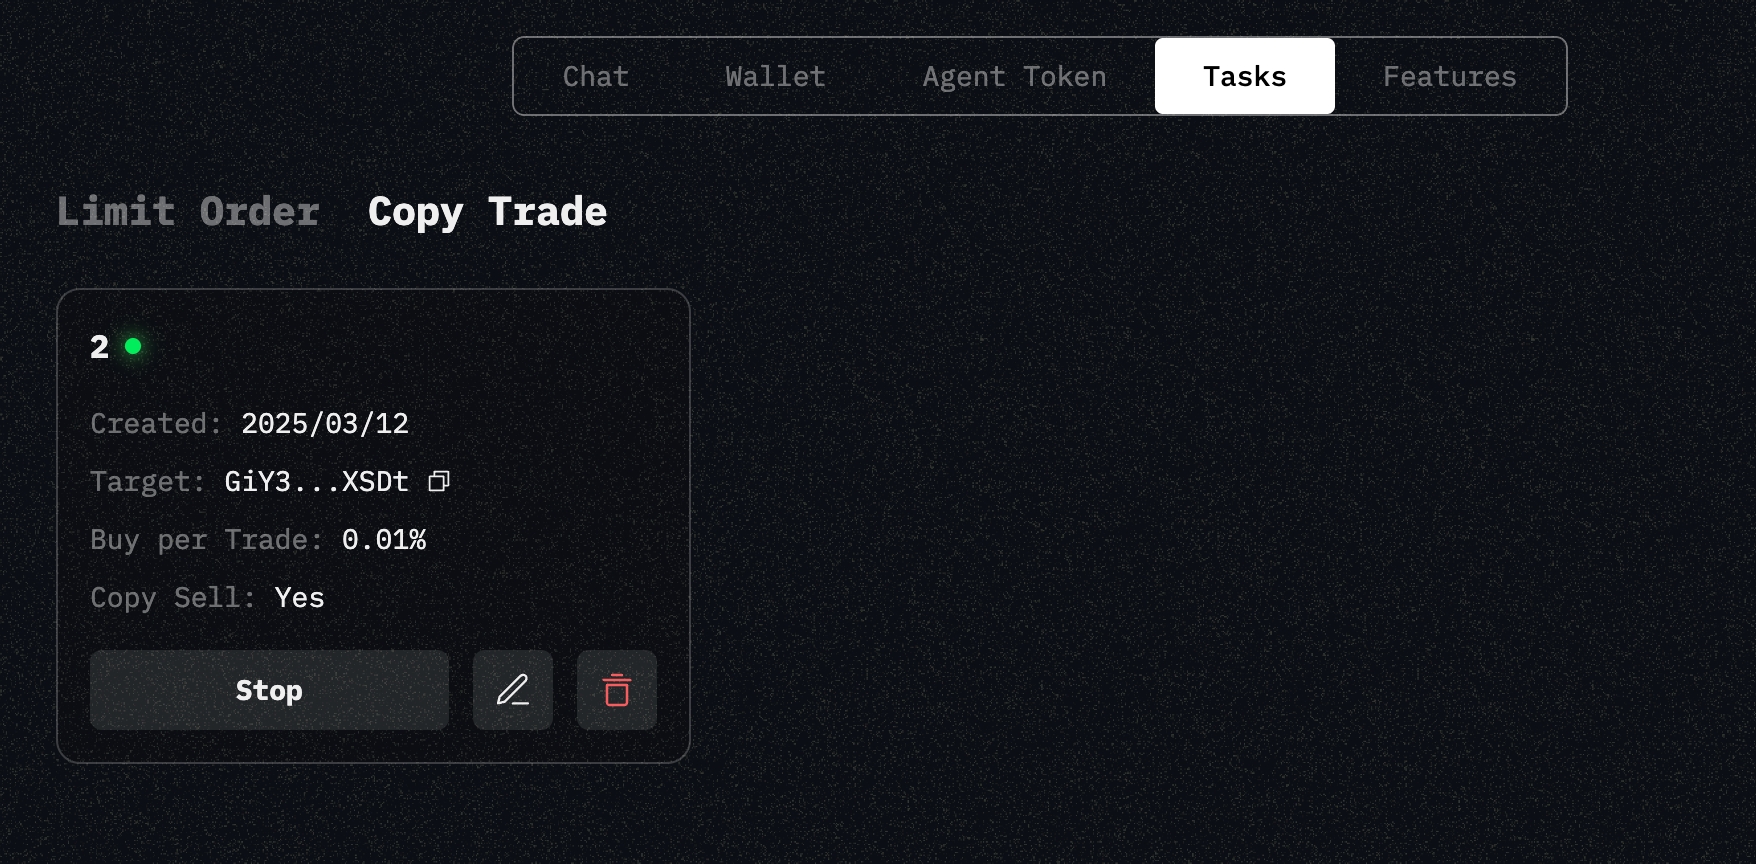 Chat Wallet Agent Token Tasks Features
Limit Order Copy Trade
2
Created: 2025/03/12
Target: GiY3...XSDt
Buy per Trade: 0.01%
Copy Sell: Yes
Stop